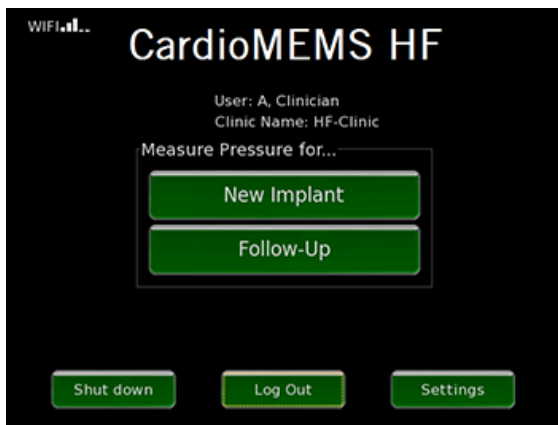 WIFI
CardioMEMS HF
User: A, Clinician
Clinic Name: HF-Clinic
Measure Pressure for...
New Implant
Follow-Up
Shut down
Log Out
Settings